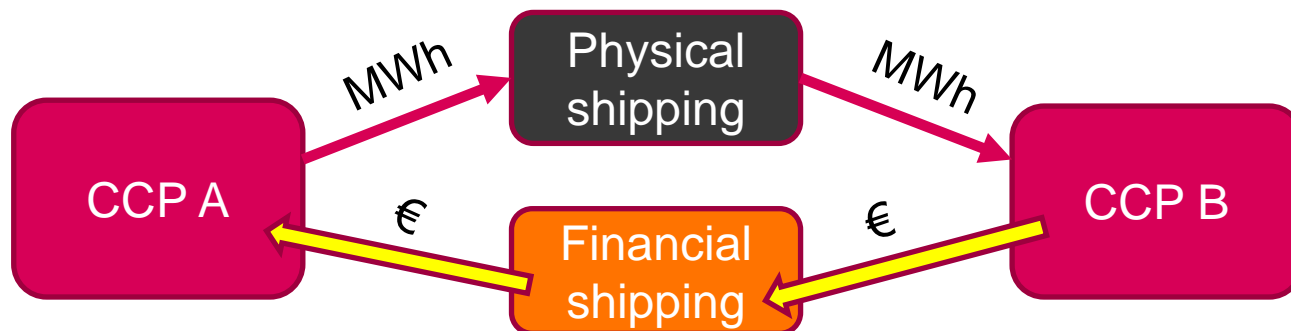 Physical
shipping
MWh
MWh
CCP A
CCP B
€
€
Financial
shipping